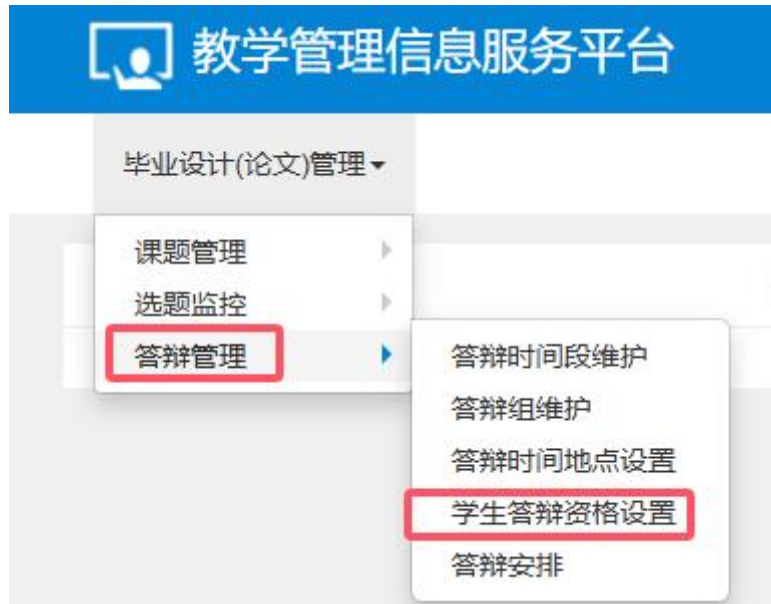 教学管理信息服务平台
毕业设计(论文)管理
课题管理
选题监控
答辩管理
答辩时间段维护
答辩组维护
答辩时间地点设置
学生答辩资格设置
答辩安排